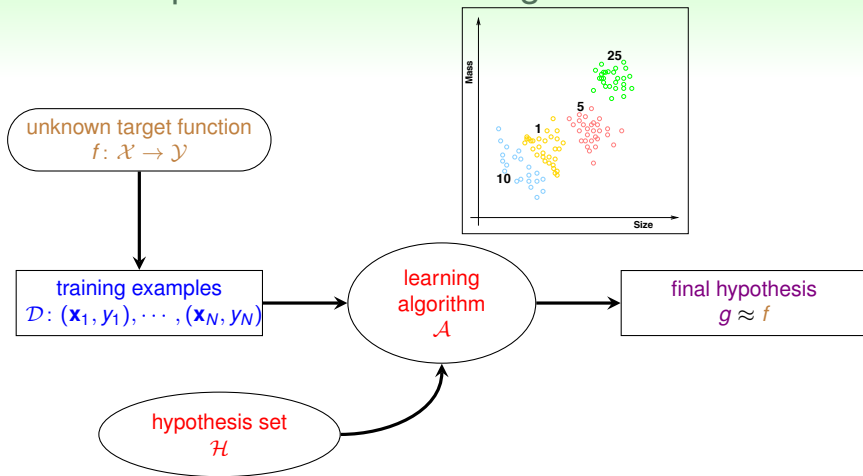 25
Mass
5
1
10
Size
unknown target function
f: 𝒳 → 𝒴
training examples
𝒟: (x₁, y₁), ⋯ , (x_N, y_N)
learning
algorithm
𝒜
final hypothesis
g ≈ f
hypothesis set
ℋ